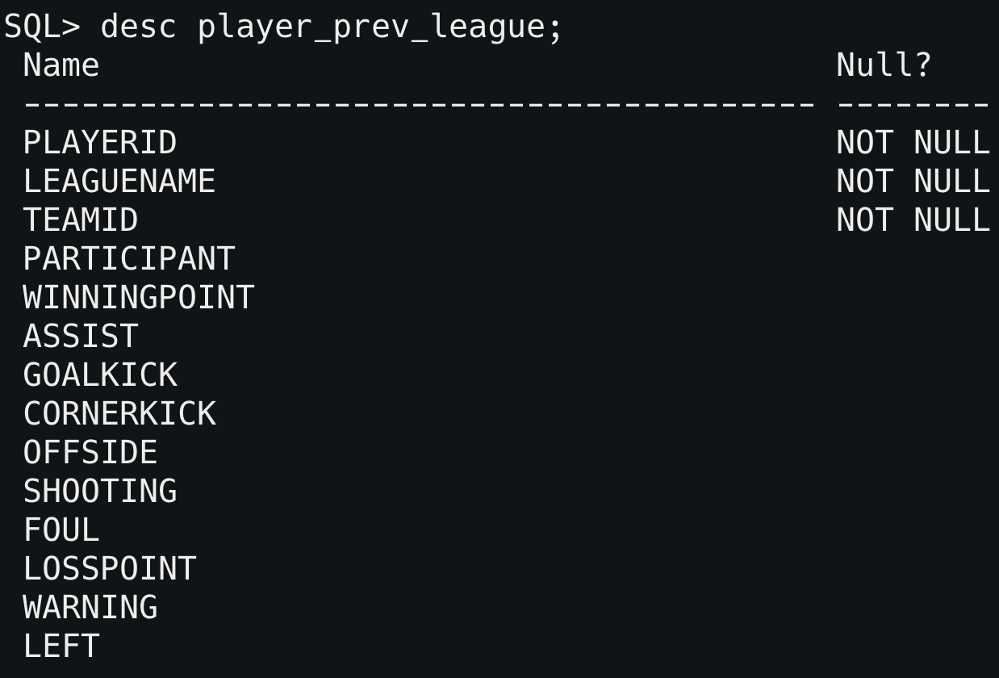 SQL> desc player_prev_league;
Name Null?
----------------------------------------- --------
PLAYERID NOT NULL
LEAGUENAME NOT NULL
TEAMID NOT NULL
PARTICIPANT
WINNINGPOINT
ASSIST
GOALKICK
CORNERKICK
OFFSIDE
SHOOTING
FOUL
LOSSPOINT
WARNING
LEFT